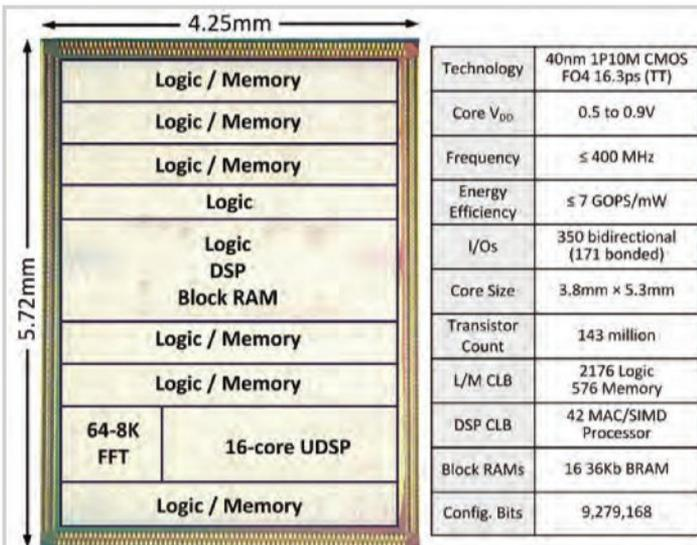 4.25mm
5.72mm
Logic / Memory
Logic / Memory
Logic / Memory
Logic
Logic
DSP
Block RAM
Logic / Memory
Logic / Memory
64-8K
FFT
16-core UDSP
Logic / Memory
Technology
40nm 1P10M CMOS
FO4 16.3ps (TT)
Core VDD
0.5 to 0.9V
Frequency
≤ 400 MHz
Energy
Efficiency
≤ 7 GOPS/mW
I/Os
350 bidirectional
(171 bonded)
Core Size
3.8mm × 5.3mm
Transistor
Count
143 million
L/M CLB
2176 Logic
576 Memory
DSP CLB
42 MAC/SIMD
Processor
Block RAMs
16 36Kb BRAM
Config. Bits
9,279,168